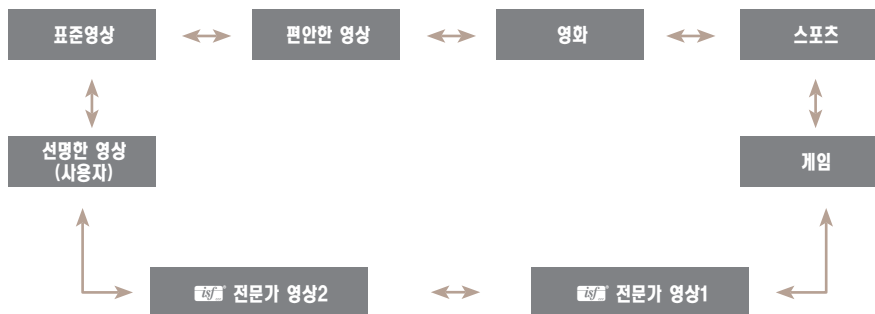 표준영상
편안한 영상
영화
스포츠
선명한 영상
(사용자)
게임
isf 전문가 영상2
isf 전문가 영상1